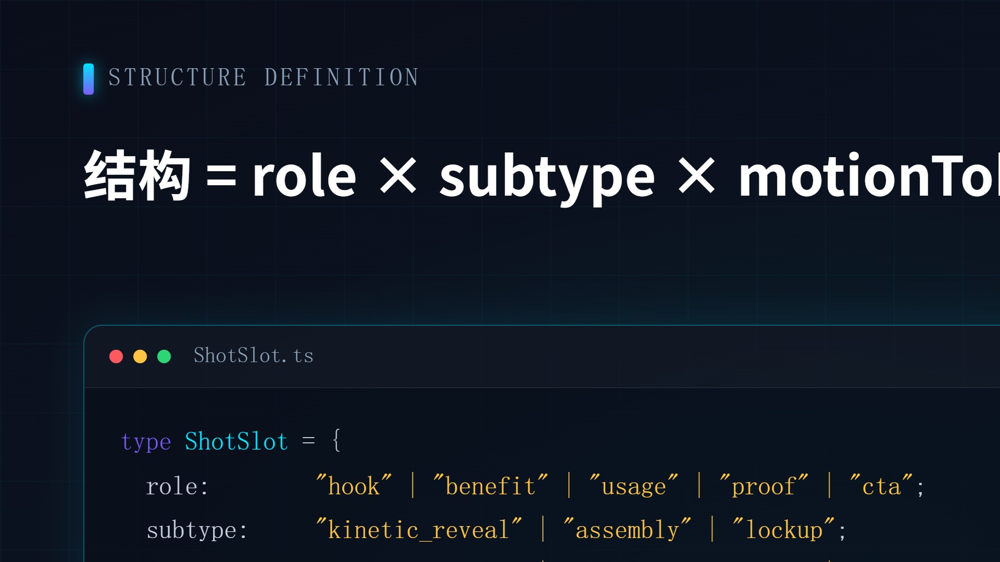 STRUCTURE DEFINITION
结构 = role × subtype × motionTo
ShotSlot.ts
type ShotSlot = {
role: "hook" | "benefit" | "usage" | "proof" | "cta";
subtype: "kinetic_reveal" | "assembly" | "lockup";